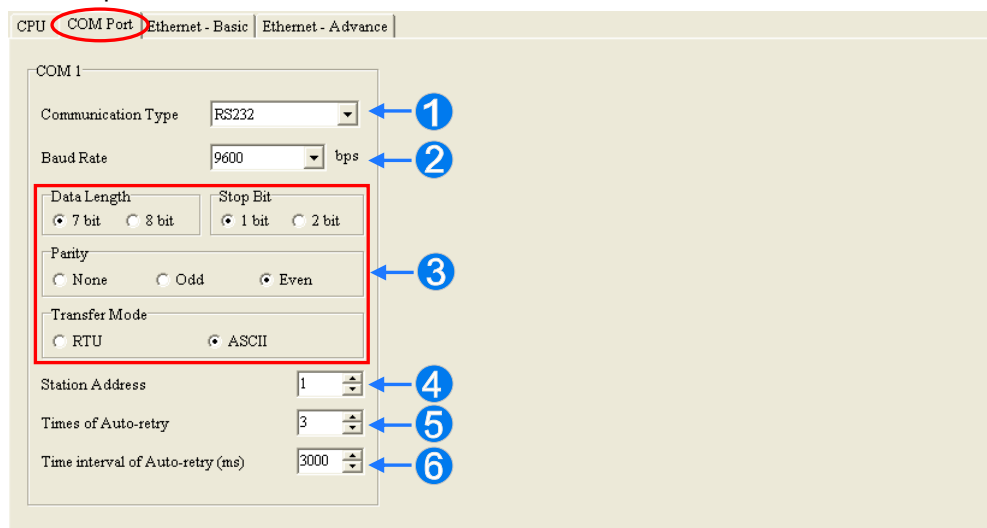 CPU COM Port Ethernet - Basic Ethernet - Advance
COM 1
Communication Type RS232 1
Baud Rate 9600 bps 2
Data Length Stop Bit
7 bit 8 bit 1 bit 2 bit
Parity
None Odd Even 3
Transfer Mode
RTU ASCII
Station Address 1 4
Times of Auto-retry 3 5
Time interval of Auto-retry (ms) 3000 6